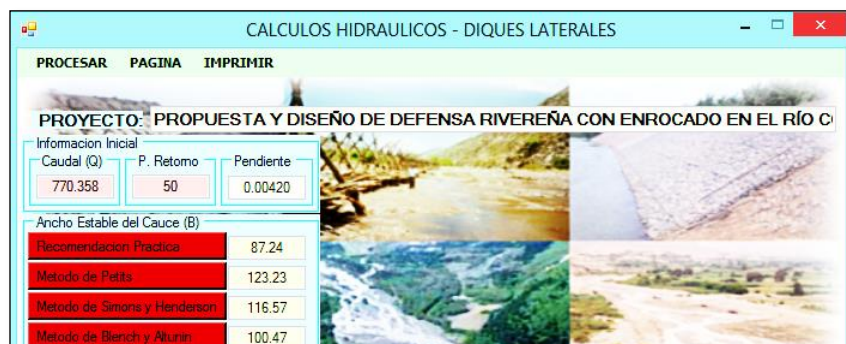 CALCULOS HIDRAULICOS - DIQUES LATERALES
PROCESAR PAGINA IMPRIMIR
PROYECTO: PROPUESTA Y DISEÑO DE DEFENSA RIVEREÑA CON ENROCADO EN EL RÍO
Informacion Inicial
Caudal (Q) P. Retorno Pendiente
770.358 50 0.00420
Ancho Estable del Cauce (B)
Recomendacion Practica 87.24
Metodo de Petits 123.23
Metodo de Simons y Henderson 116.57
Metodo de Blench y Altunin 100.47